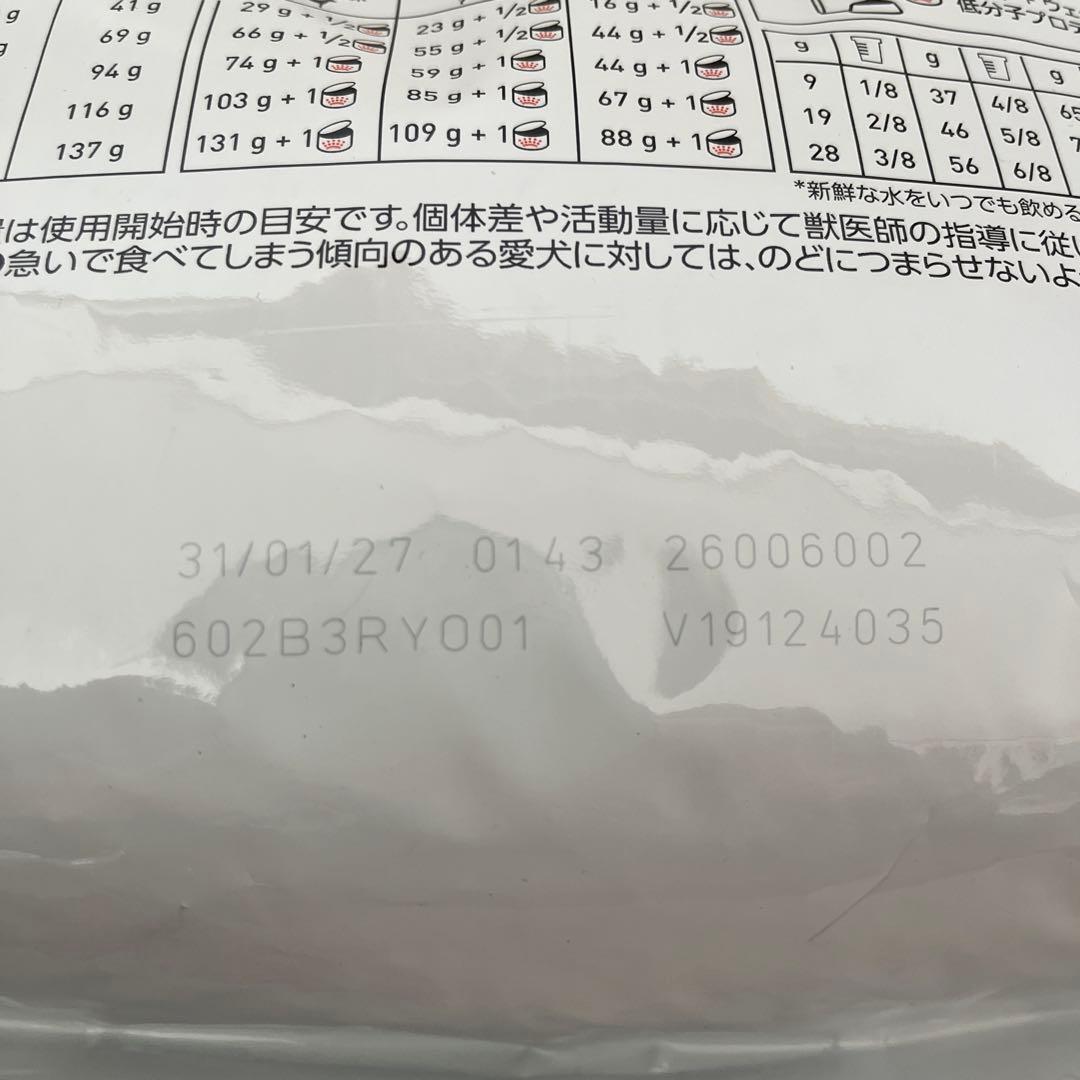 g 41 g 29 g + 1/2 23 g + 1/2 16 g + 1/2
69 g 66 g + 1/2 55 g + 1/2 44 g + 1/2
94 g 74 g + 1 59 g + 1 44 g + 1
116 g 103 g + 1 85 g + 1 67 g + 1
137 g 131 g + 1 109 g + 1 88 g + 1
低分子プロテ
g g g
9 1/8 37 4/8 65
19 2/8 46 5/8
28 3/8 56 6/8
*新鮮な水をいつでも飲める
は使用開始時の目安です。個体差や活動量に応じて獣医師の指導に従い
急いで食べてしまう傾向のある愛犬に対しては、のどにつまらせないよ
31/01/27 0143 26006002
602B3RYO01 V19124035